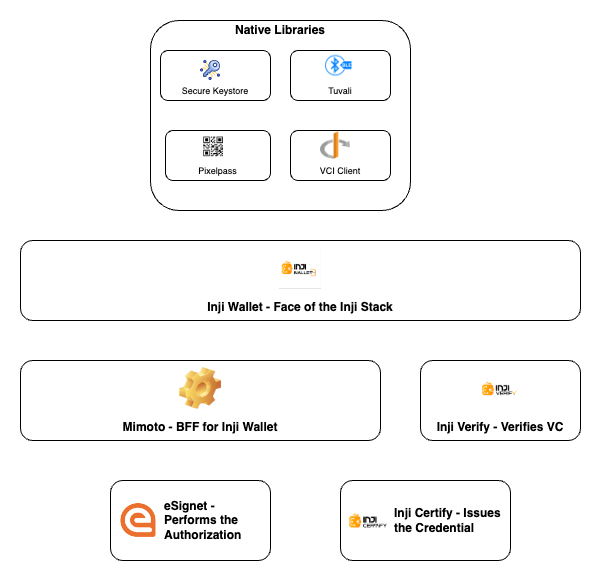 Native Libraries
BLE
Secure Keystore
Tuvali
Pixelpass
VCI Client
INJI
WALLET
Inji Wallet - Face of the Inji Stack
INJI
VERIFY
Mimoto - BFF for Inji Wallet
Inji Verify - Verifies VC
eSignet -
Performs the
Authorization
INJI
CERTIFY
Inji Certify - Issues
the Credential